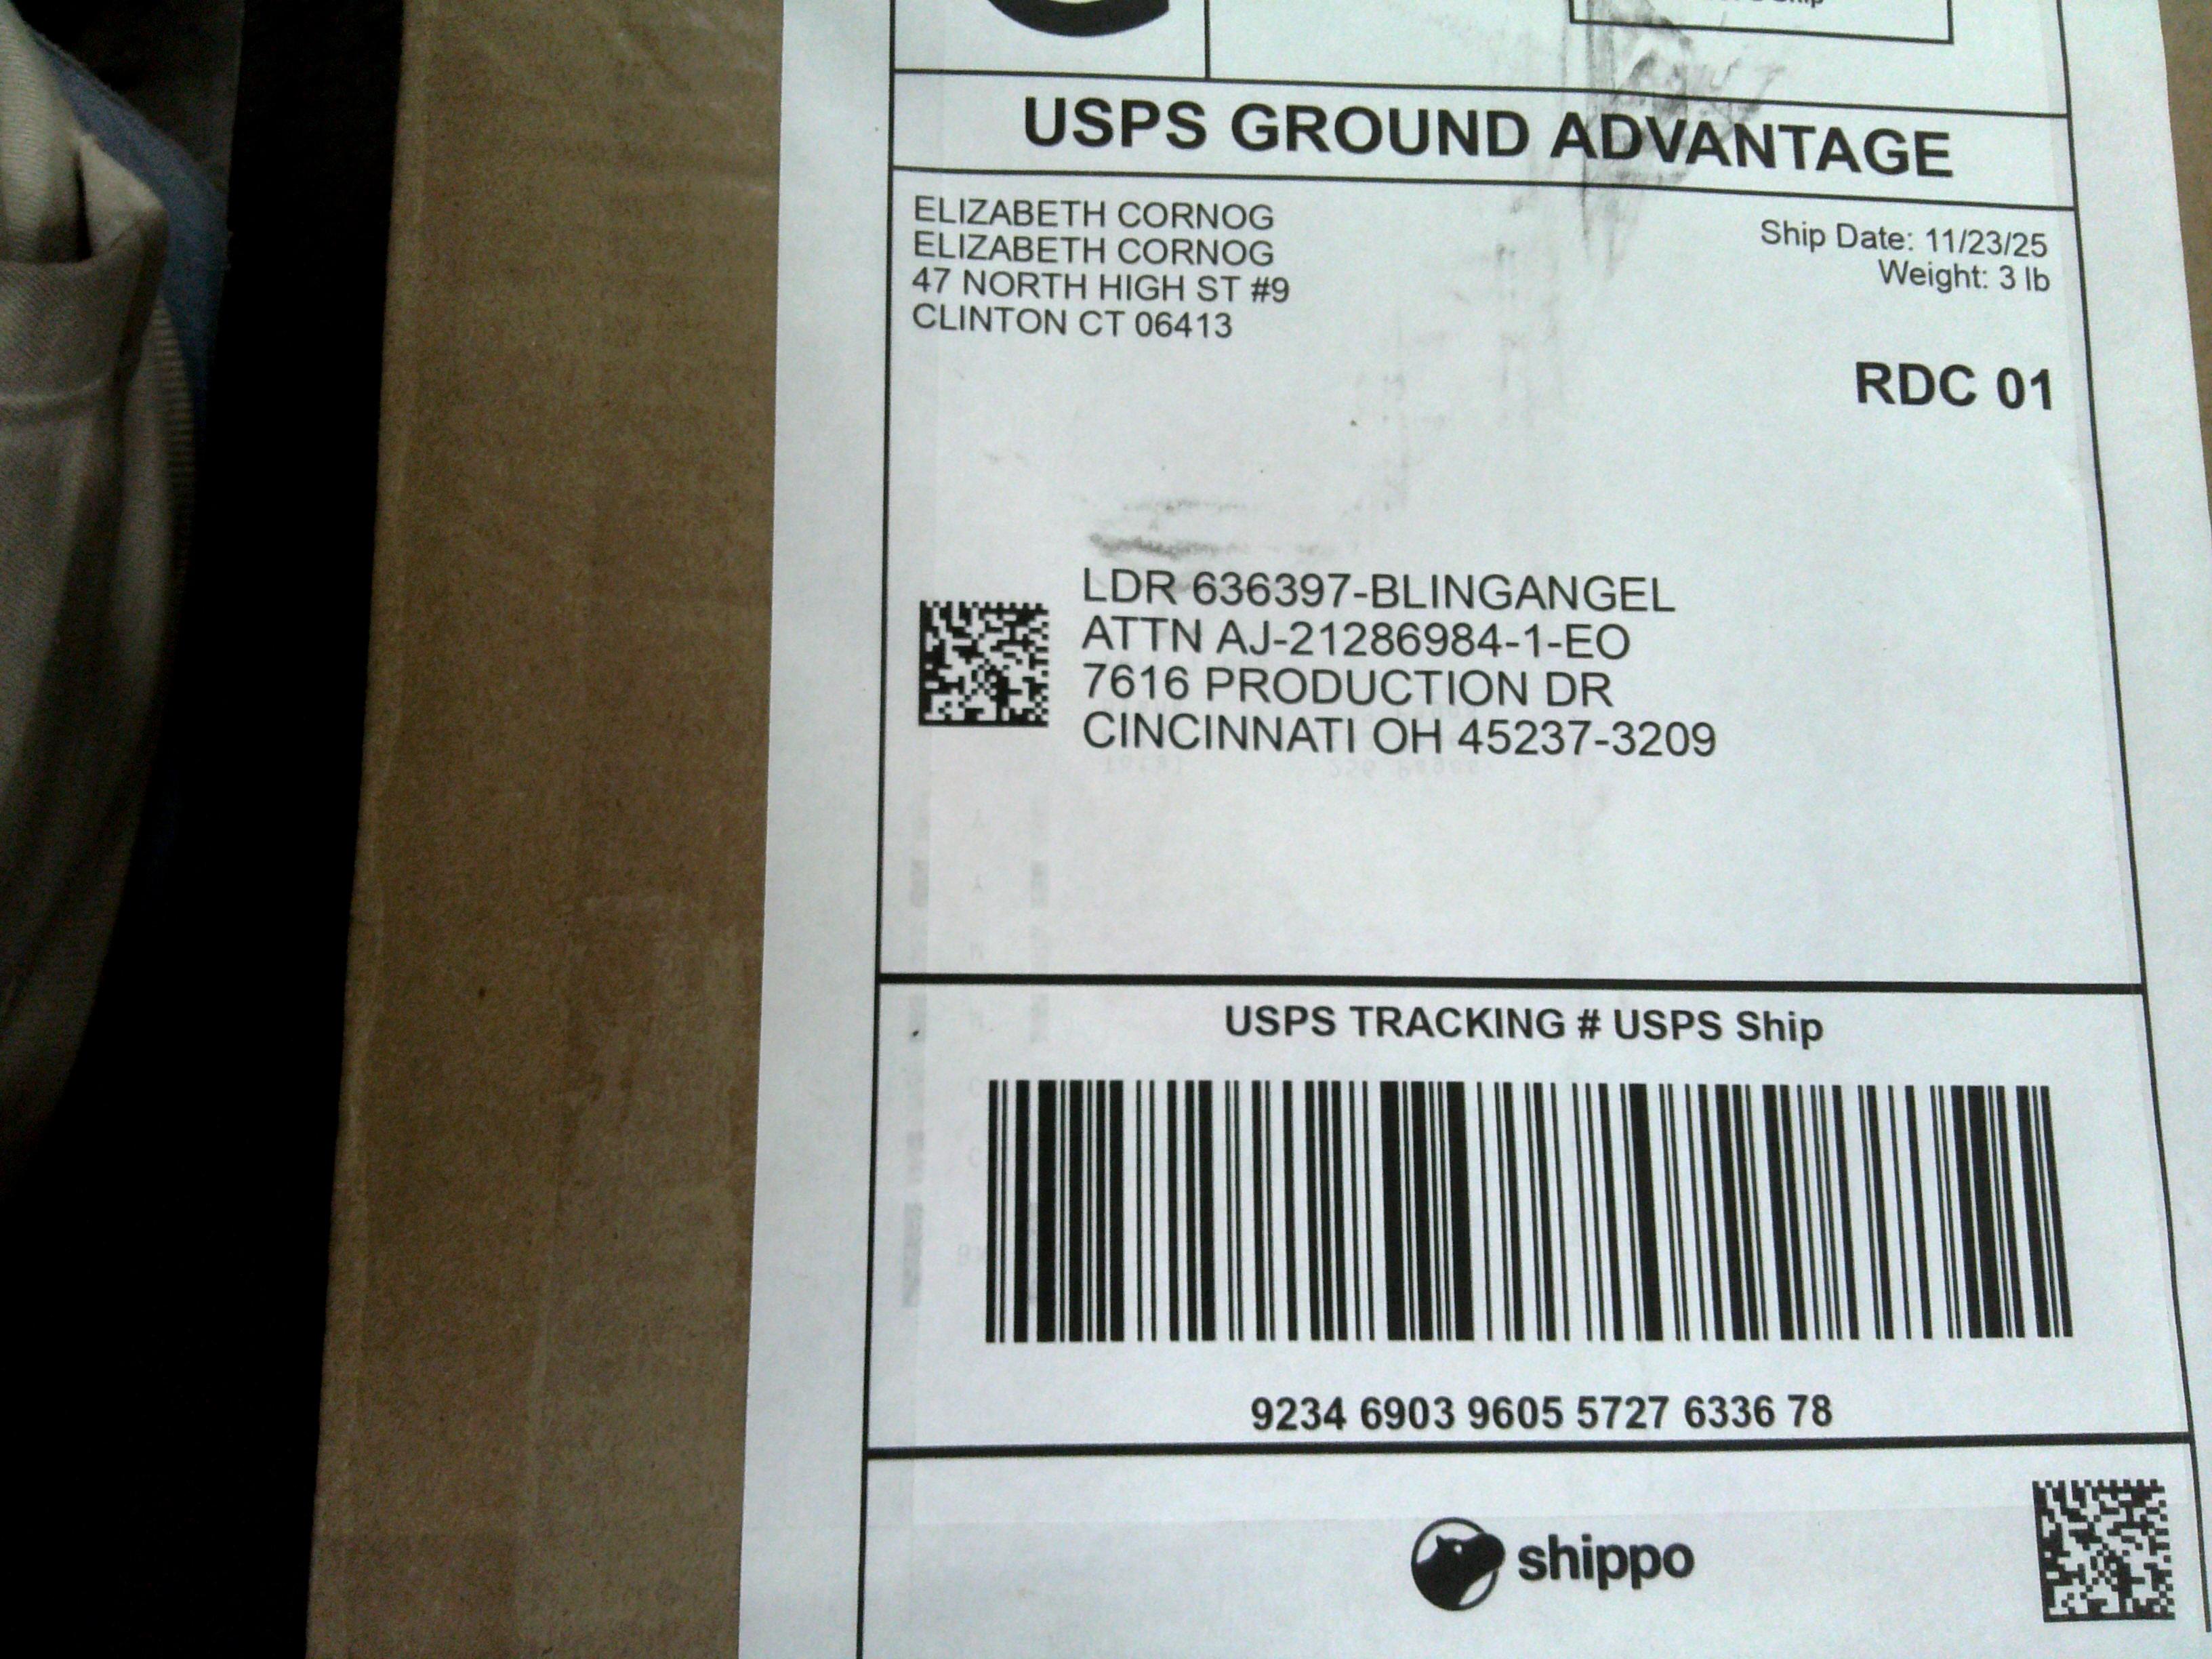 USPS GROUND ADVANTAGE
ELIZABETH CORNOG
ELIZABETH CORNOG
47 NORTH HIGH ST #9
CLINTON CT 06413
Ship Date: 11/23/25
Weight: 3 lb
RDC 01
LDR 636397-BLINGANGEL
ATTN AJ-21286984-1-EO
7616 PRODUCTION DR
CINCINNATI OH 45237-3209
USPS TRACKING # USPS Ship
9234 6903 9605 5727 6336 78
shippo